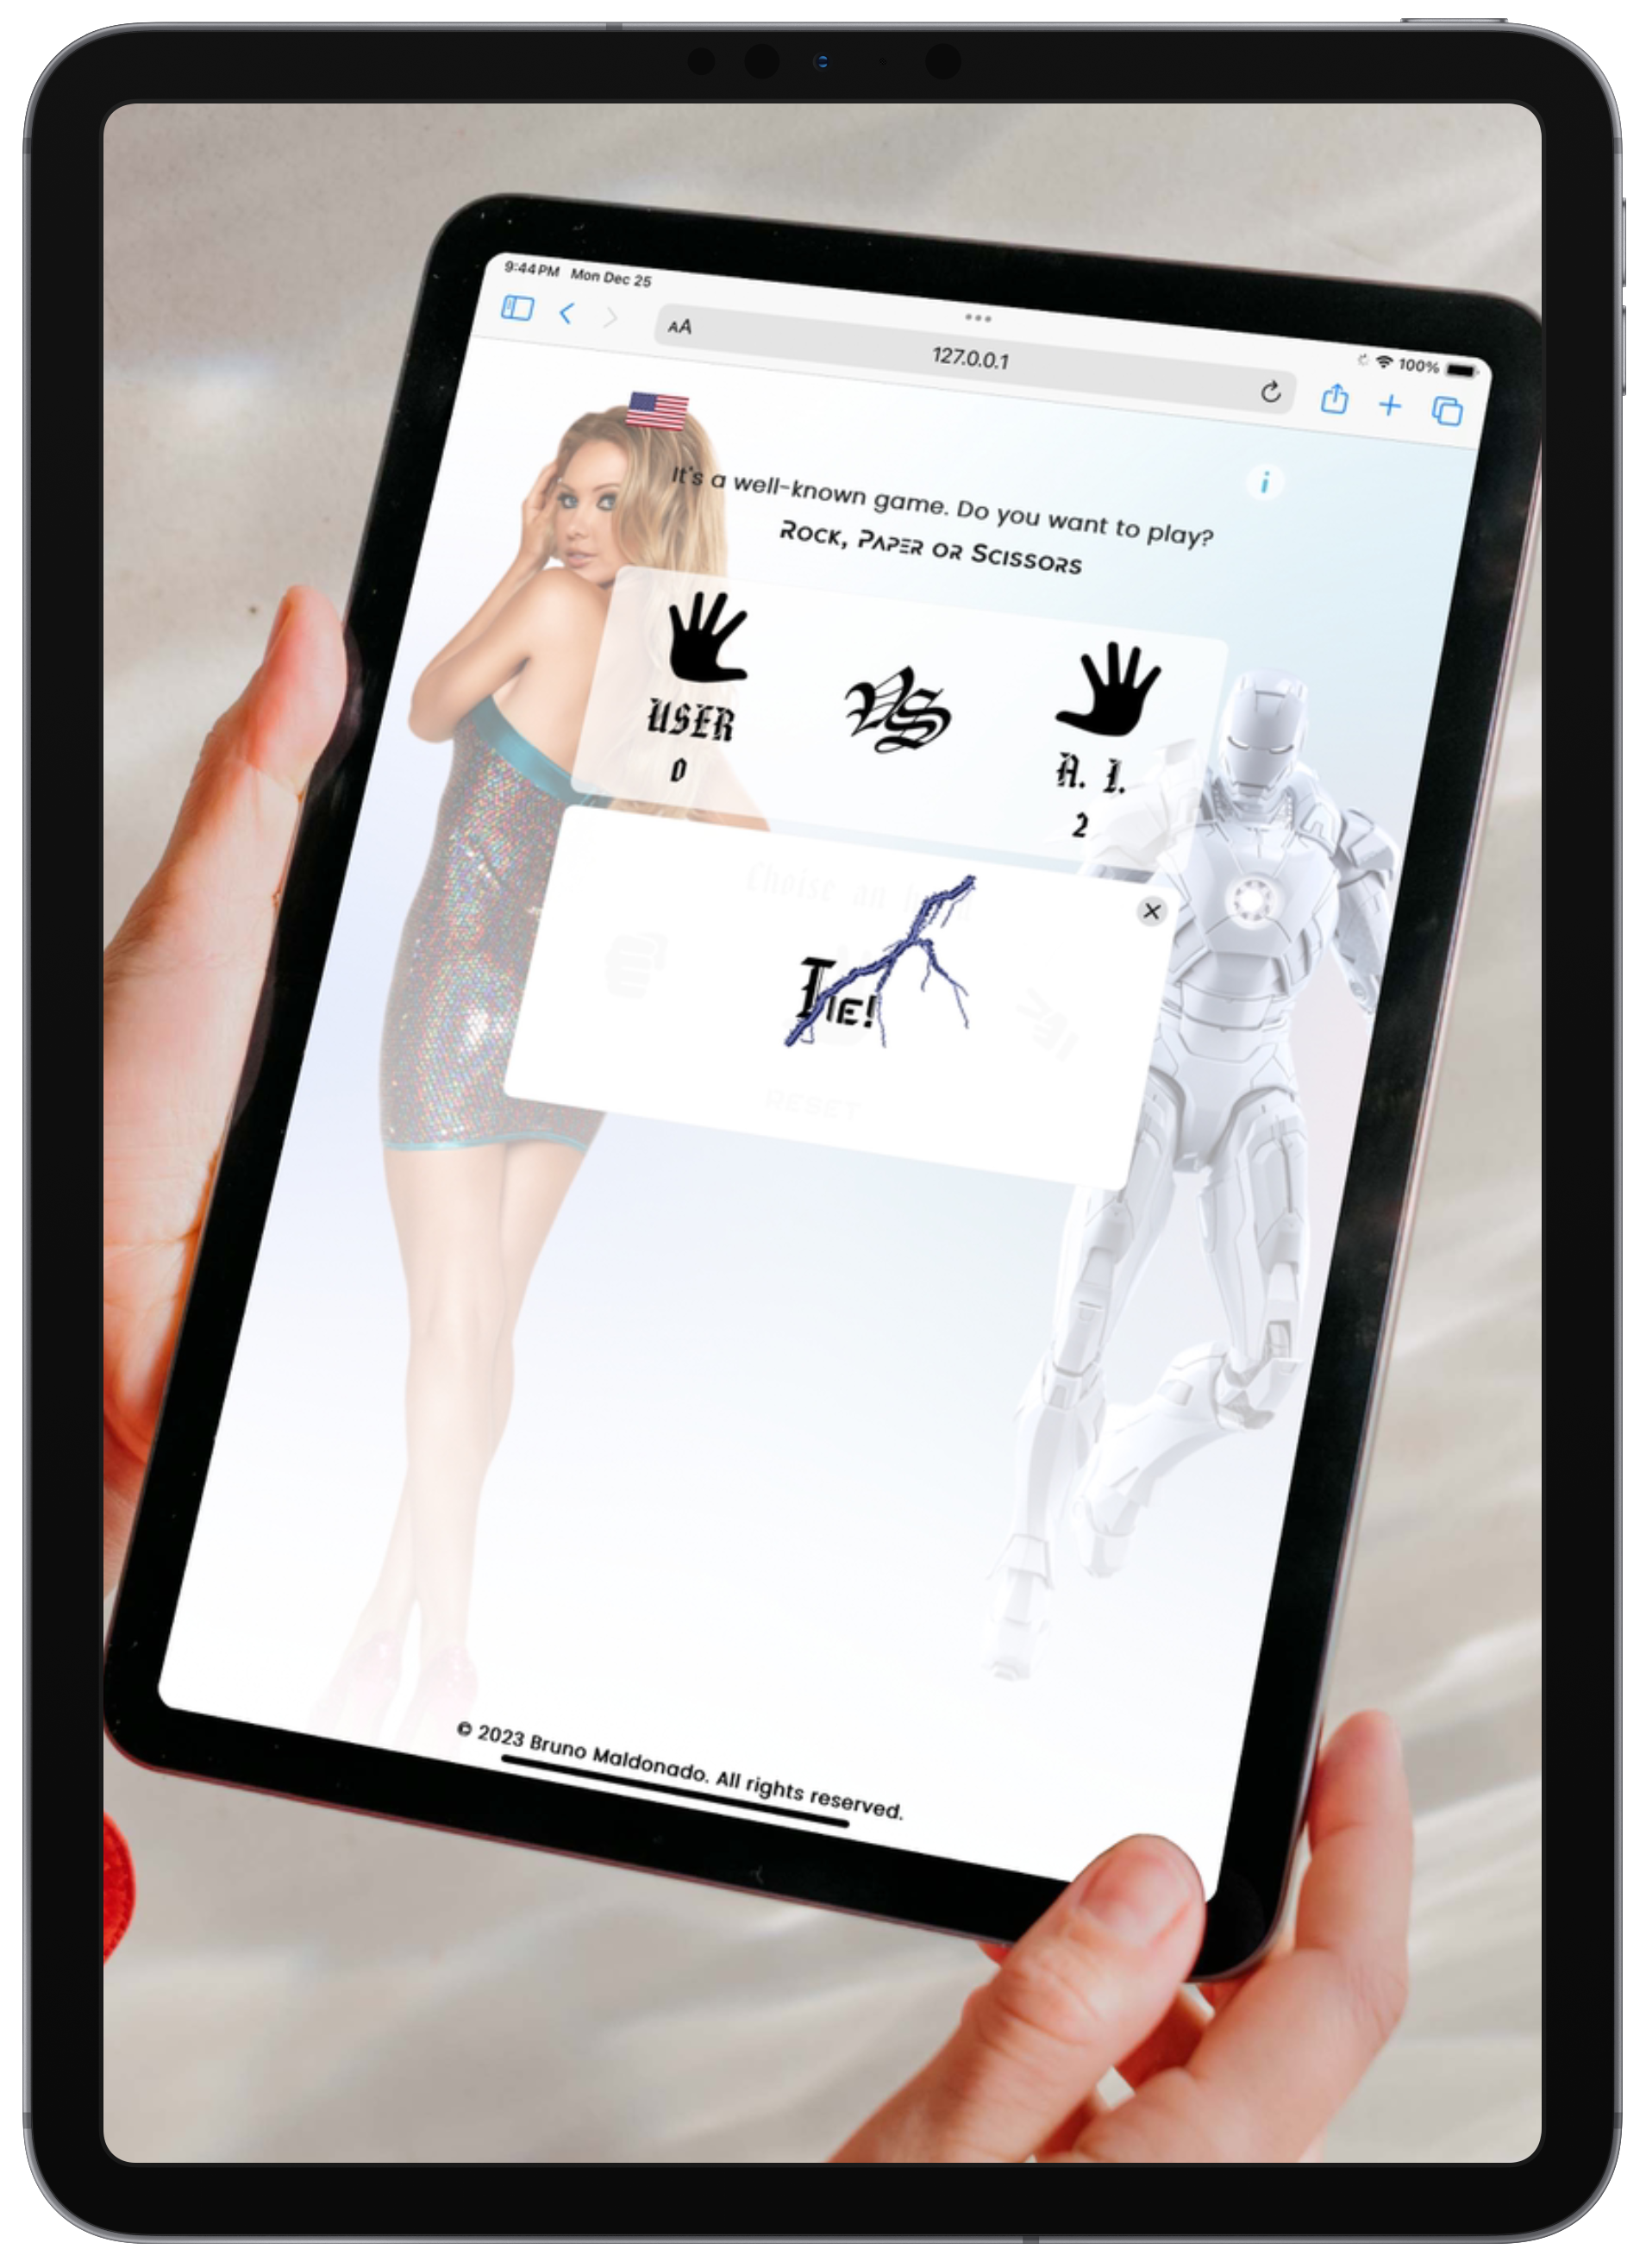 9:44 PM Mon Dec 25
100%
AA
127.0.0.1
It's a well-known game. Do you want to play?
Rock, Paper or Scissors
USER
0
VS
A. I.
2
Choise an
Tie!
RESET
© 2023 Bruno Maldonado. All rights reserved.